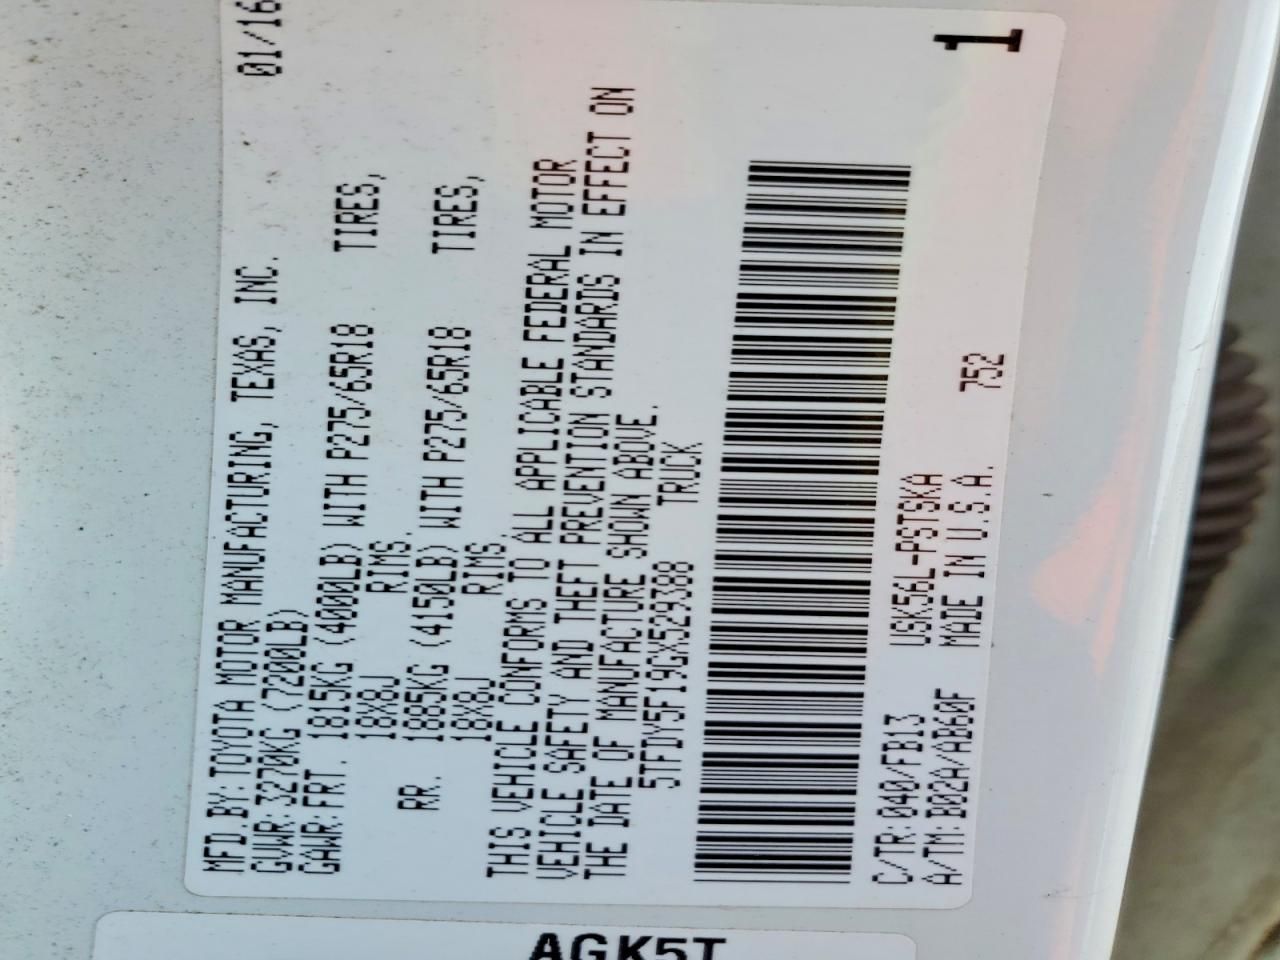 MFD.BY:TOYOTA MOTOR MANUFACTURING, TEXAS, INC. 01/16
GVWR:3270KG (7200LB)
GAWR:FRT. 1815KG (4000LB) WITH P275/65R18 TIRES,
18X8J RIMS.
RR. 1885KG (4150LB) WITH P275/65R18 TIRES,
18X8J RIMS.
THIS VEHICLE CONFORMS TO ALL APPLICABLE FEDERAL MOTOR
VEHICLE SAFETY AND THEFT PREVENTION STANDARDS IN EFFECT ON
THE DATE OF MANUFACTURE SHOWN ABOVE.
5TFDY5F19GX529388 TRUCK
C/TR:040/FB13 USK56L-PSTSKA 752
A/TM:B02A/AB60F MADE IN U.S.A.
1
AGK5T